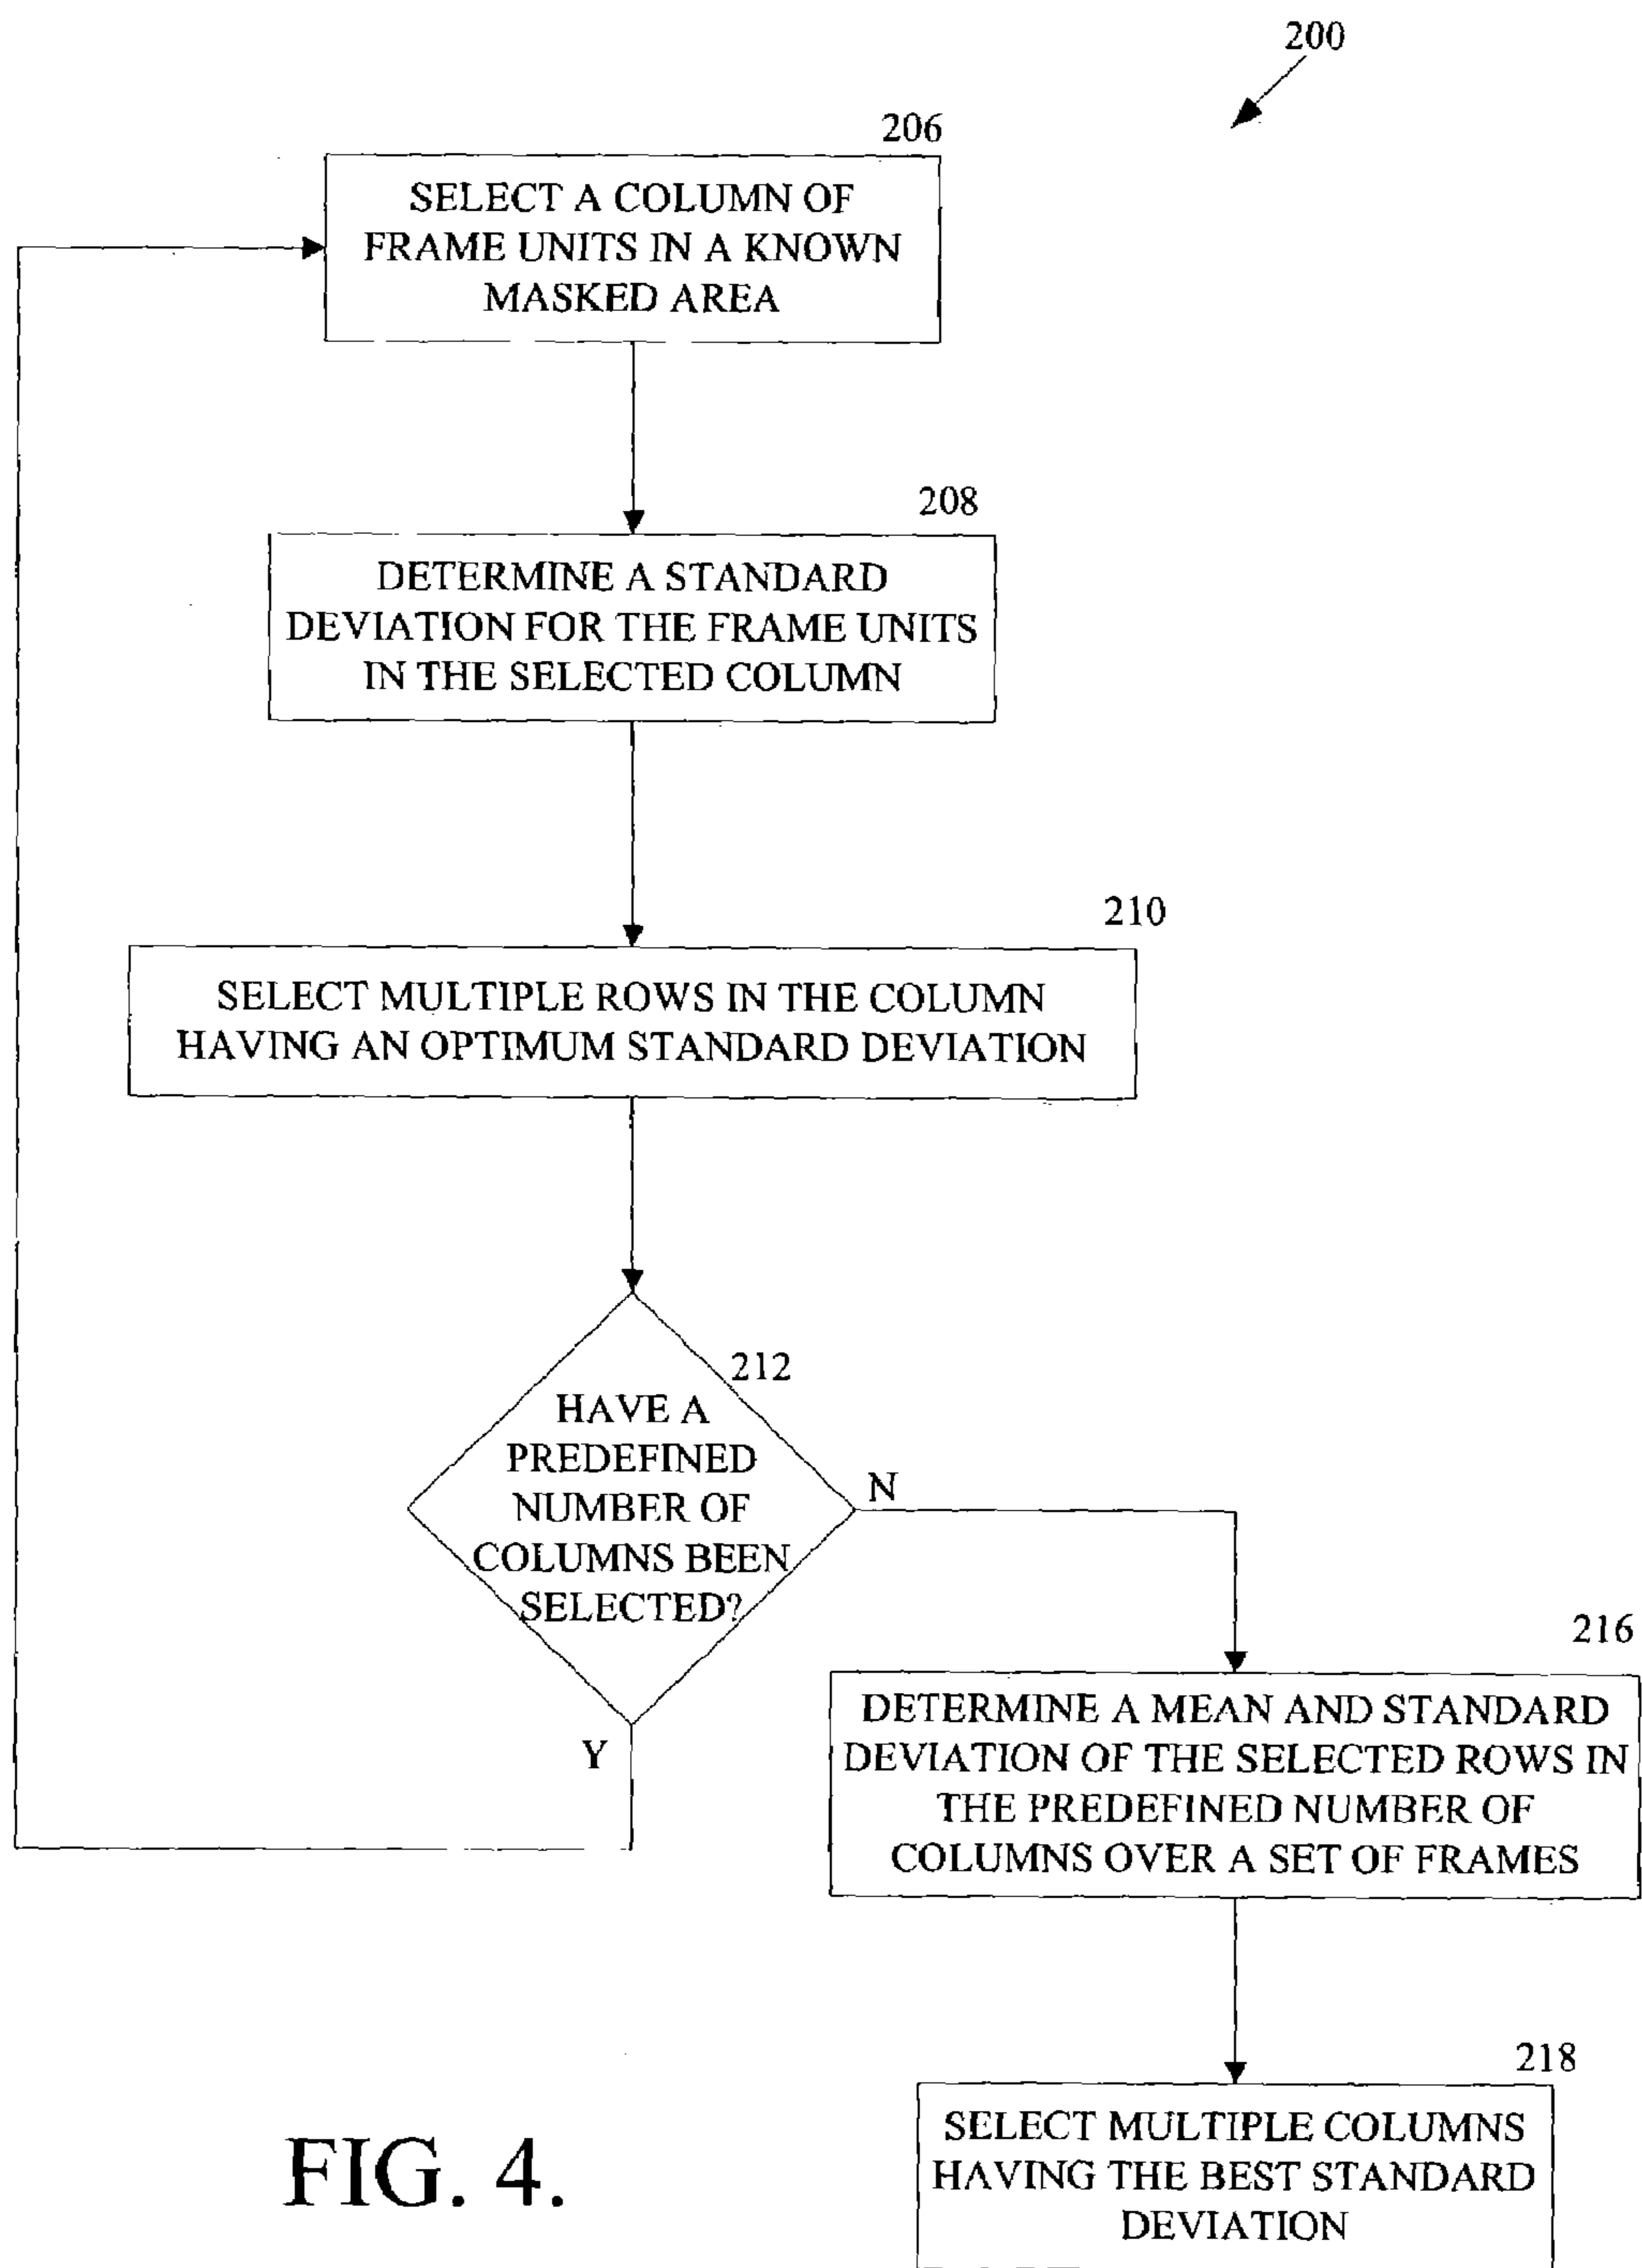 200
206
SELECT A COLUMN OF
FRAME UNITS IN A KNOWN
MASKED AREA
208
DETERMINE A STANDARD
DEVIATION FOR THE FRAME UNITS
IN THE SELECTED COLUMN
210
SELECT MULTIPLE ROWS IN THE COLUMN
HAVING AN OPTIMUM STANDARD DEVIATION
212
HAVE A
PREDEFINED
NUMBER OF
COLUMNS BEEN
SELECTED?
N
Y
216
DETERMINE A MEAN AND STANDARD
DEVIATION OF THE SELECTED ROWS IN
THE PREDEFINED NUMBER OF
COLUMNS OVER A SET OF FRAMES
218
SELECT MULTIPLE COLUMNS
HAVING THE BEST STANDARD
DEVIATION
FIG. 4.